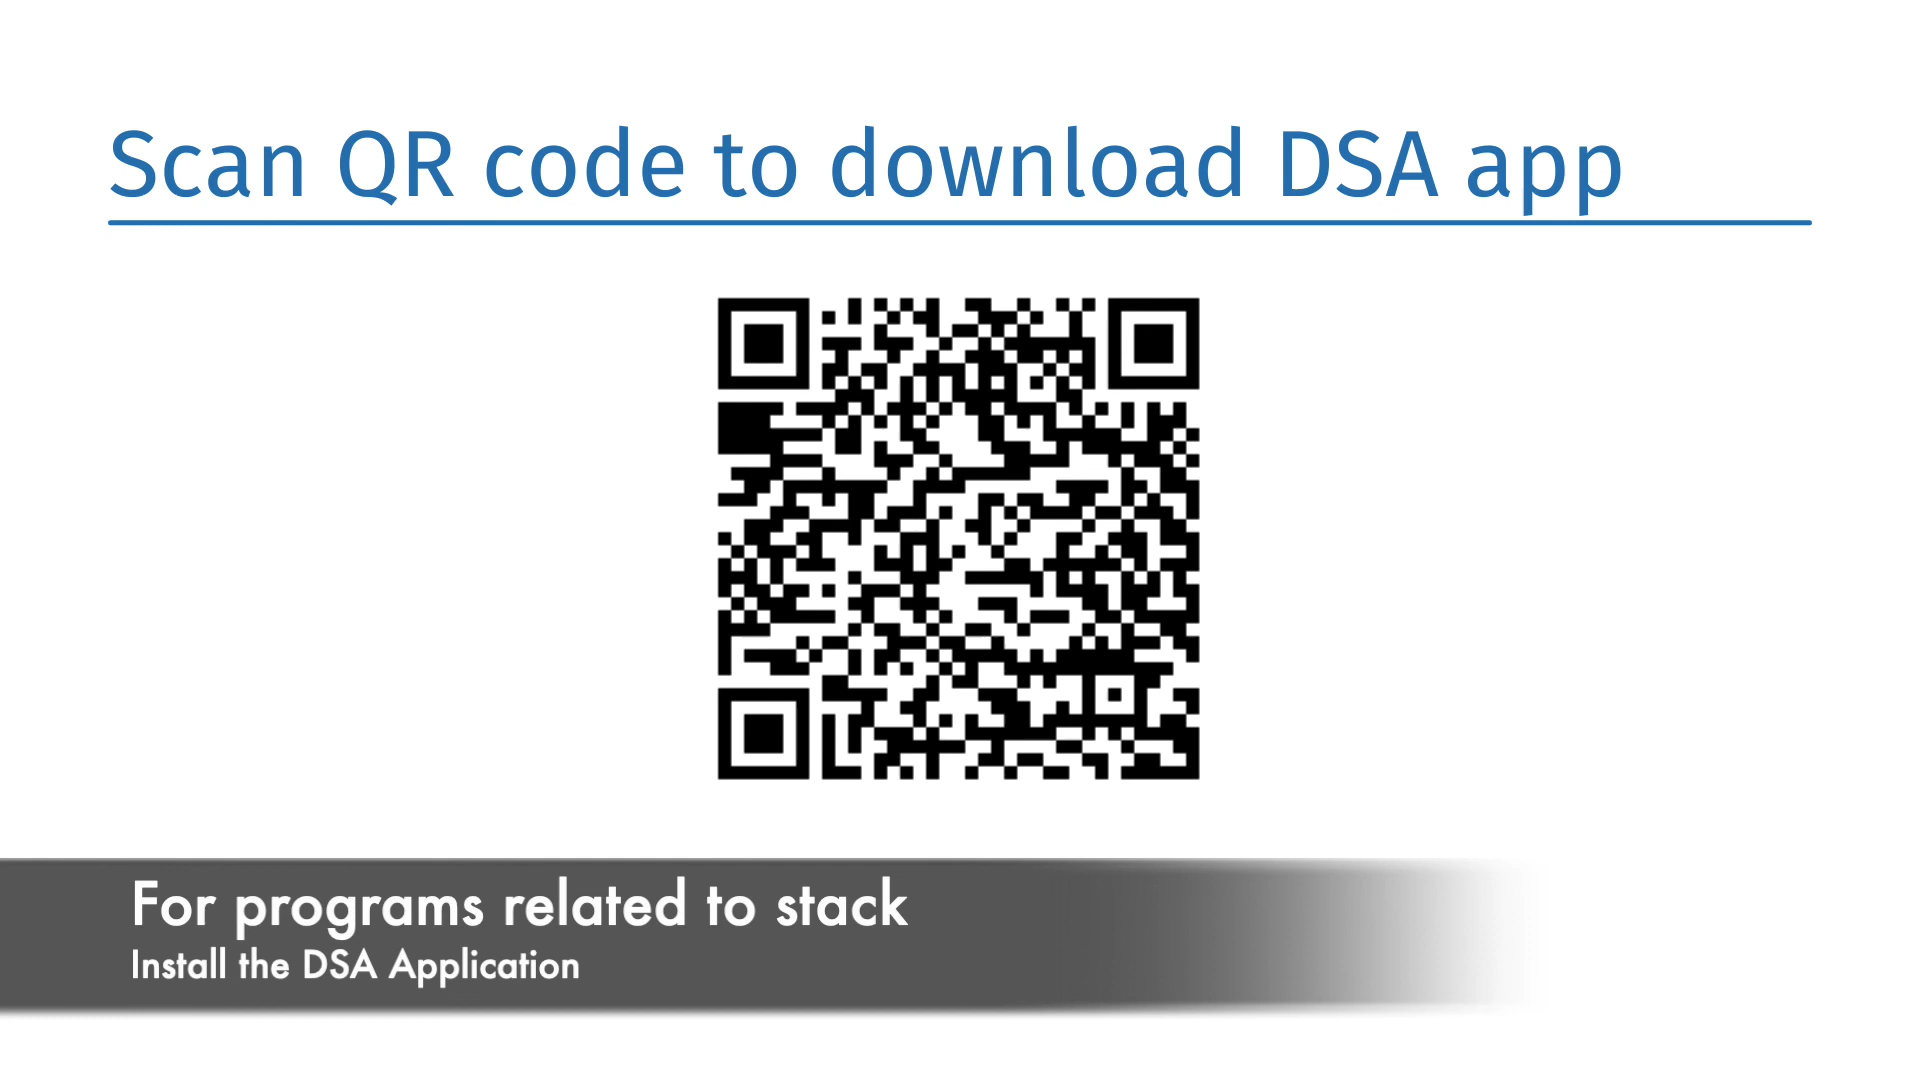 Scan QR code to download DSA app
For programs related to stack
Install the DSA Application